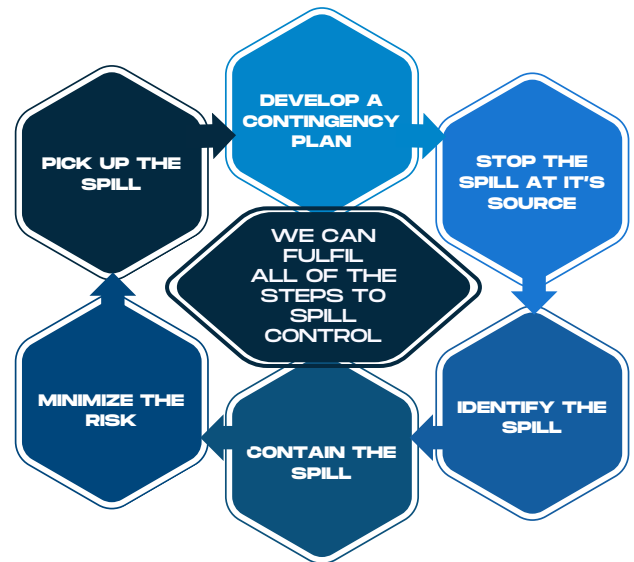 DEVELOP A
CONTINGENCY
PLAN
STOP THE
SPILL AT IT'S
SOURCE
IDENTIFY THE
SPILL
CONTAIN THE
SPILL
MINIMIZE THE
RISK
PICK UP THE
SPILL
WE CAN
FULFIL
ALL OF THE
STEPS TO
SPILL
CONTROL